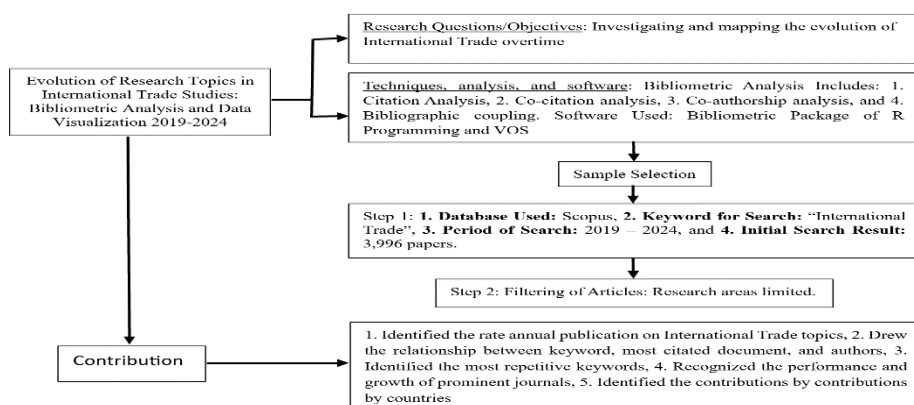 Research Questions/Objectives: Investigating and mapping the evolution of
International Trade overtime
Evolution of Research Topics in
International Trade Studies:
Bibliometric Analysis and Data
Visualization 2019-2024
Techniques, analysis, and software: Bibliometric Analysis Includes: 1.
Citation Analysis, 2. Co-citation analysis, 3. Co-authorship analysis, and 4.
Bibliographic coupling. Software Used: Bibliometric Package of R
Programming and VOS
Sample Selection
Step 1: 1. Database Used: Scopus, 2. Keyword for Search: “International
Trade”, 3. Period of Search: 2019 – 2024, and 4. Initial Search Result:
3,996 papers.
Step 2: Filtering of Articles: Research areas limited.
Contribution
1. Identified the rate annual publication on International Trade topics, 2. Drew
the relationship between keyword, most cited document, and authors, 3.
Identified the most repetitive keywords, 4. Recognized the performance and
growth of prominent journals, 5. Identified the contributions by contributions
by countries